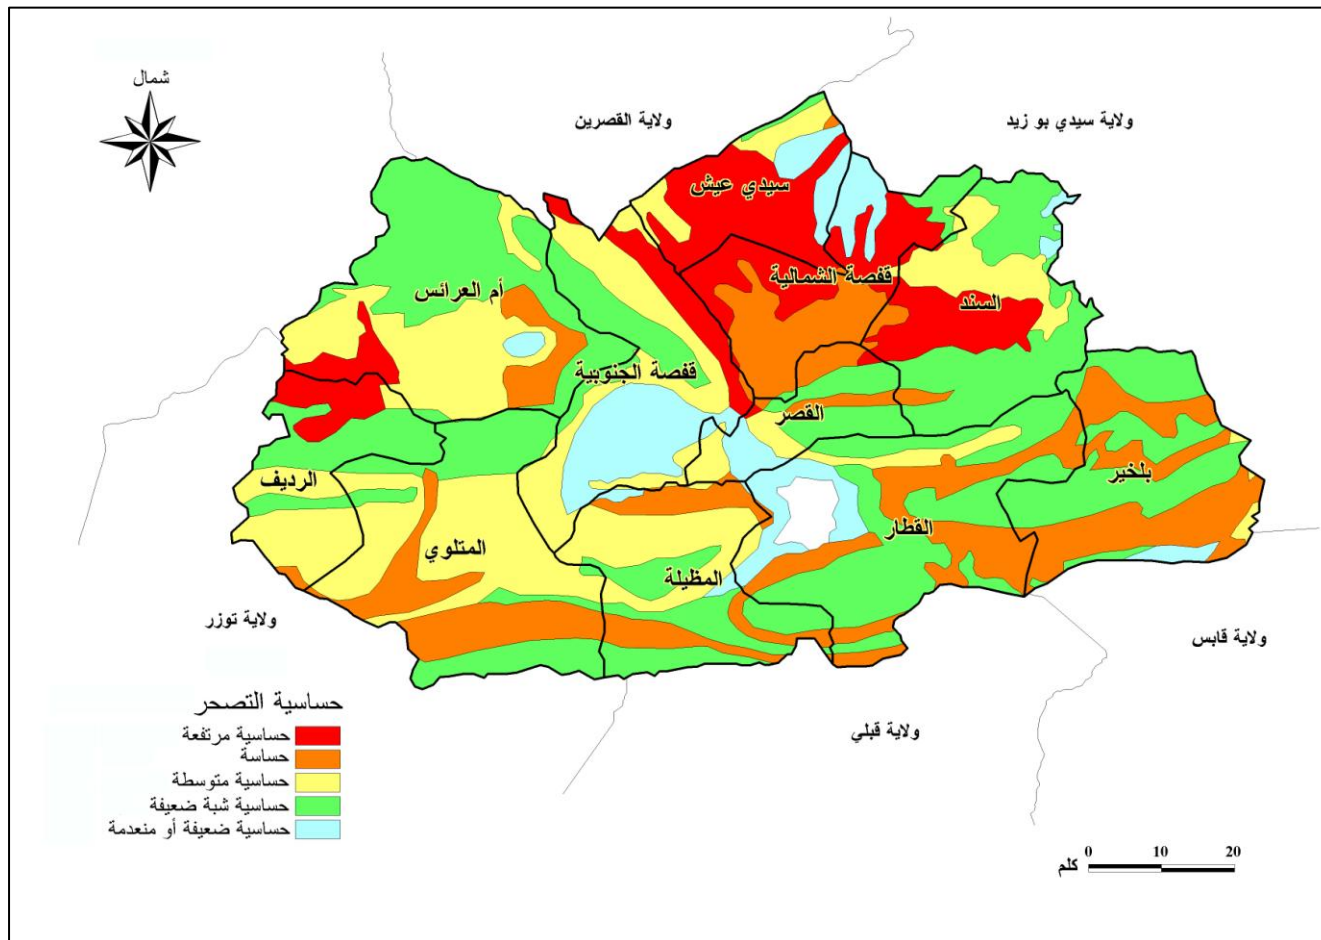 شمال
ولاية القصرين
ولاية سيدي بو زيد
سيدي عيش
قفصة الشمالية
أم العرائس
السند
قفصة الجنوبية
القصر
بلخير
الرديف
القطار
المتلوي
المظيلة
ولاية توزر
ولاية قابس
ولاية قبلي
حساسية التصحر
حساسية مرتفعة
حساسة
حساسية متوسطة
حساسية شبة ضعيفة
حساسية ضعيفة أو منعدمة
0 10 20
كلم